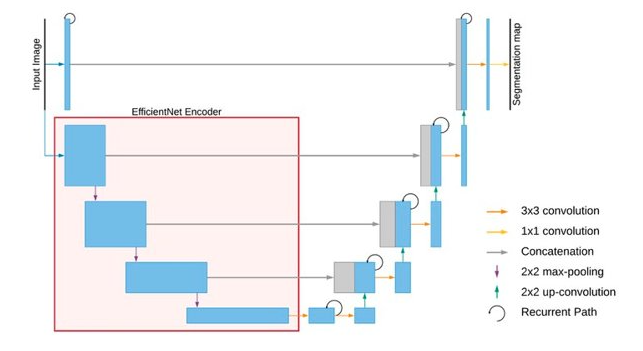 Input Image
Segmentation map
EfficientNet Encoder
3x3 convolution
1x1 convolution
Concatenation
2x2 max-pooling
2x2 up-convolution
Recurrent Path